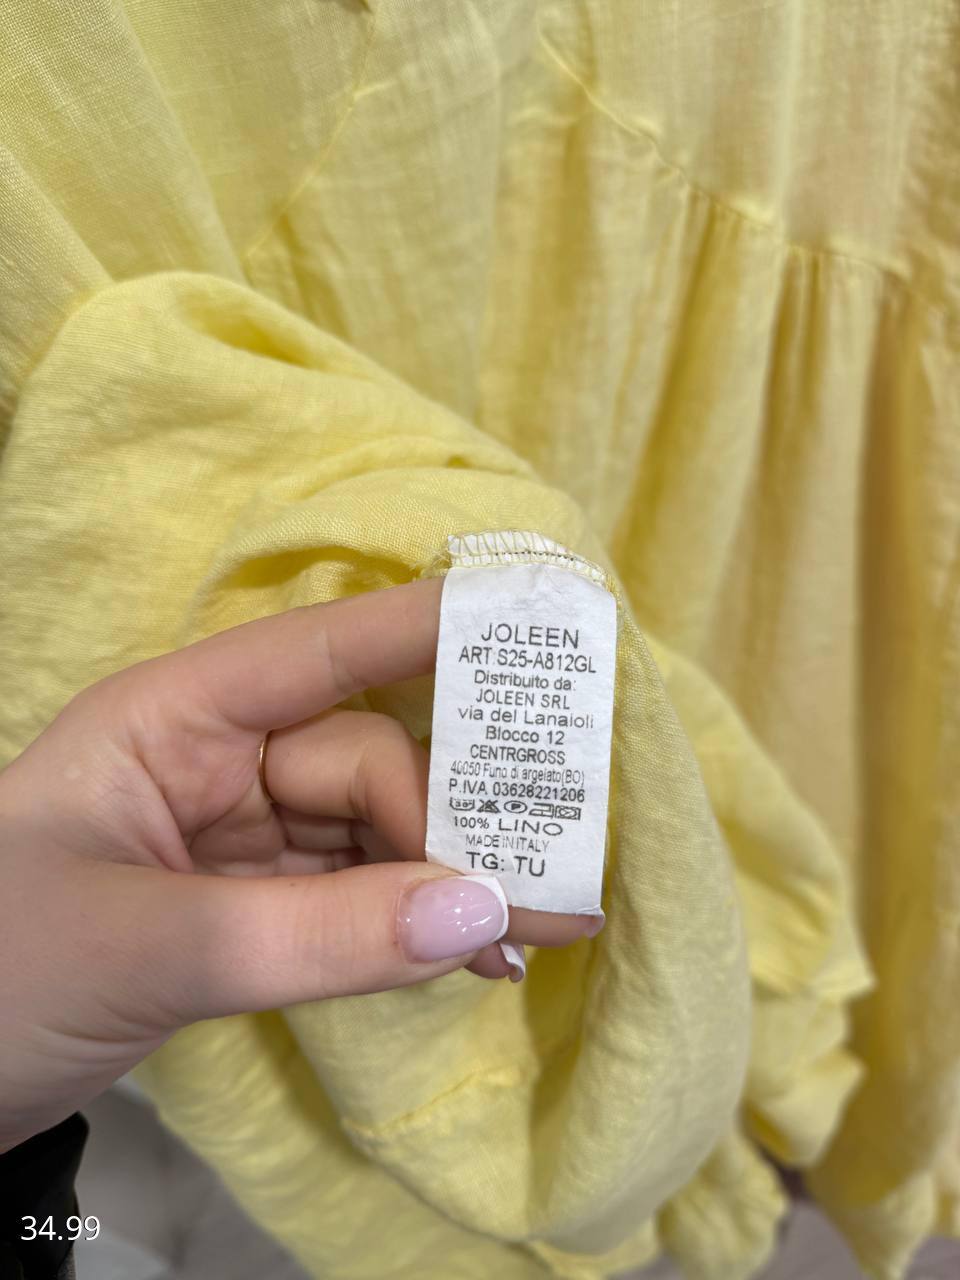 JOLEEN
ART:S25-A812GL
Distribuito da:
JOLEEN SRL
via del Lanaioli
Blocco 12
CENTRGROSS
40050 Funo di argelato(BO)
P.IVA 03628221206
100% LINO
MADE IN ITALY
TG: TU
34.99